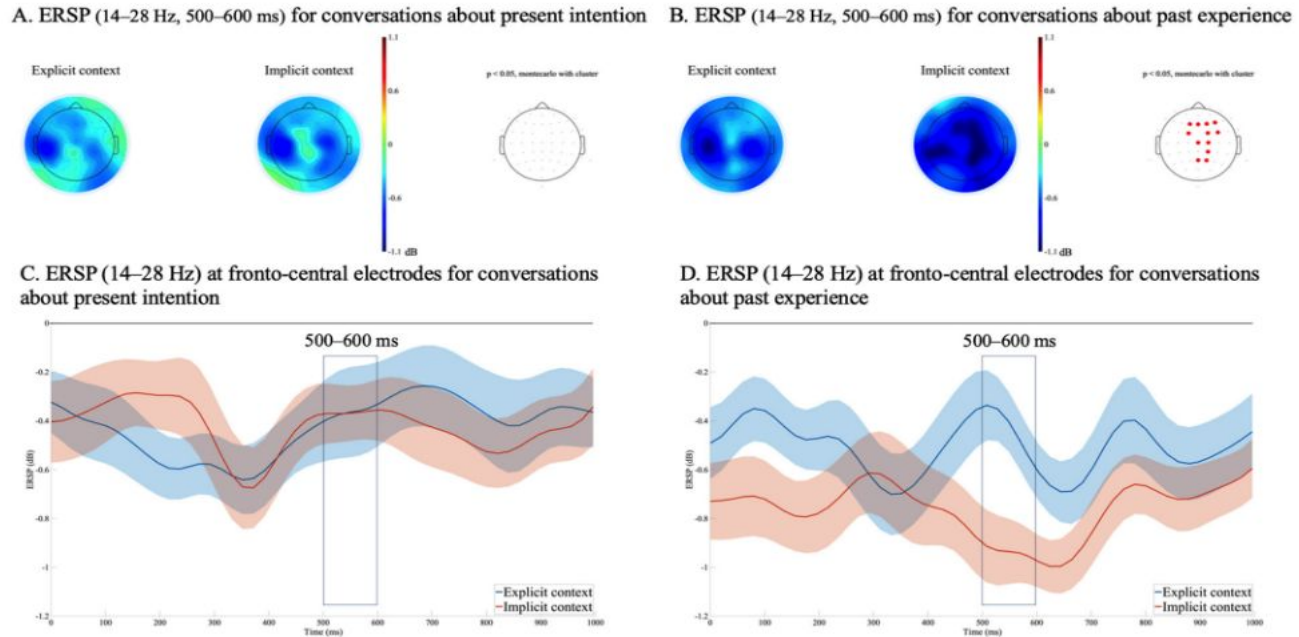 A. ERSP (14–28 Hz, 500–600 ms) for conversations about present intention
Explicit context
Implicit context
1.1
0.6
0
-0.6
-1.1 dB
p < 0.05, montecarlo with cluster
B. ERSP (14–28 Hz, 500–600 ms) for conversations about past experience
Explicit context
Implicit context
1.1
0.6
0
-0.6
-1.1 dB
p < 0.05, montecarlo with cluster
C. ERSP (14–28 Hz) at fronto-central electrodes for conversations
about present intention
500–600 ms
0
-0.2
-0.4
-0.6
-0.8
-1
-1.2
ERSP (dB)
0 100 200 300 400 500 600 700 800 900 1000
Time (ms)
Explicit context
Implicit context
D. ERSP (14–28 Hz) at fronto-central electrodes for conversations
about past experience
500–600 ms
0
-0.2
-0.4
-0.6
-0.8
-1
-1.2
ERSP (dB)
0 100 200 300 400 500 600 700 800 900 1000
Time (ms)
Explicit context
Implicit context